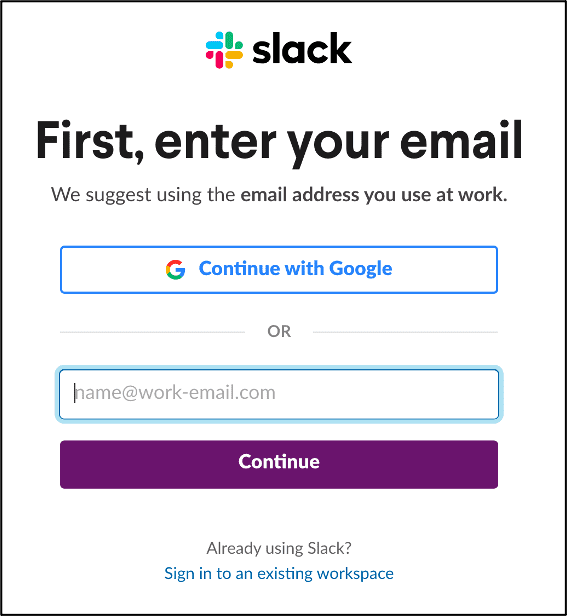 slack
First, enter your email
We suggest using the email address you use at work.
Continue with Google
OR
name@work-email.com
Continue
Already using Slack?
Sign in to an existing workspace